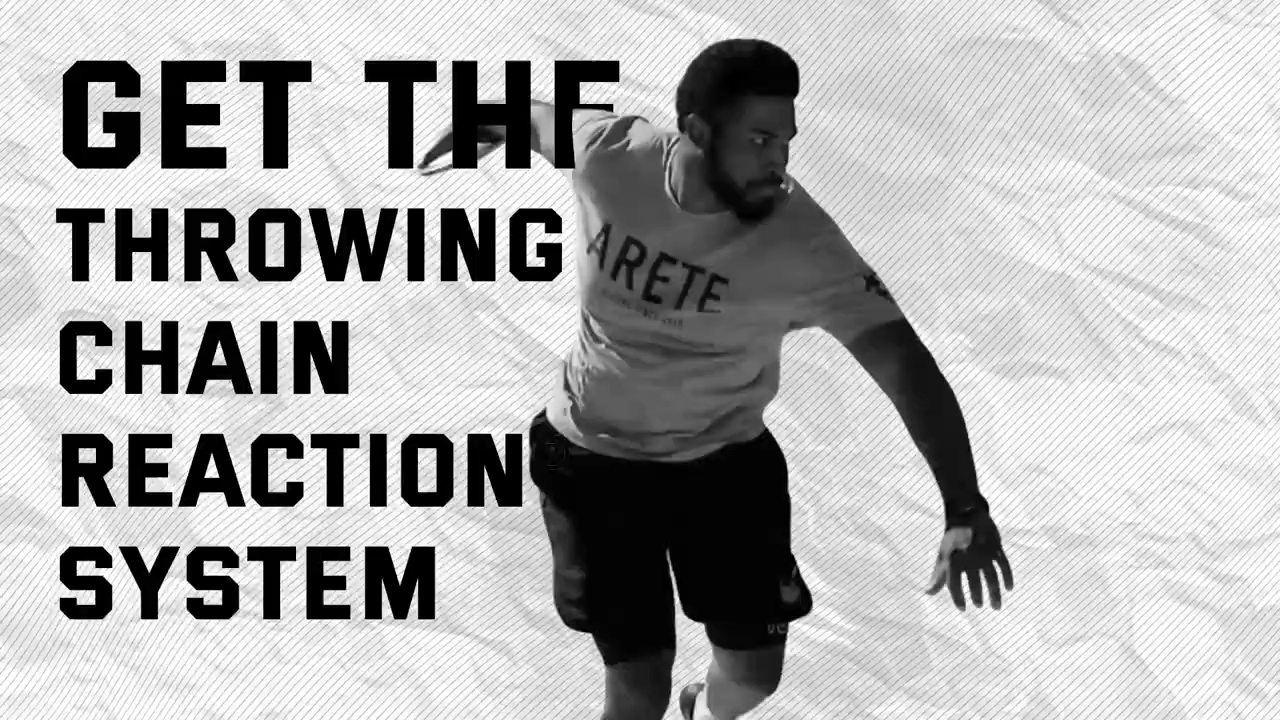 GET THE
THROWING
CHAIN
REACTION
SYSTEM
ARETE